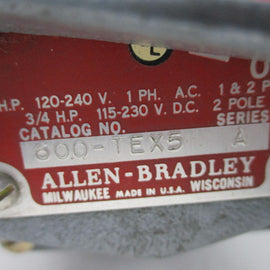 L
H.P. 120-240 V. 1 PH. A.C. 1 & 2 P
3/4 H.P. 115-230 V. D.C. 2 POLE
CATALOG NO. SERIES
600-TEX5 A
ALLEN-BRADLEY
MILWAUKEE MADE IN U.S.A. WISCONSIN